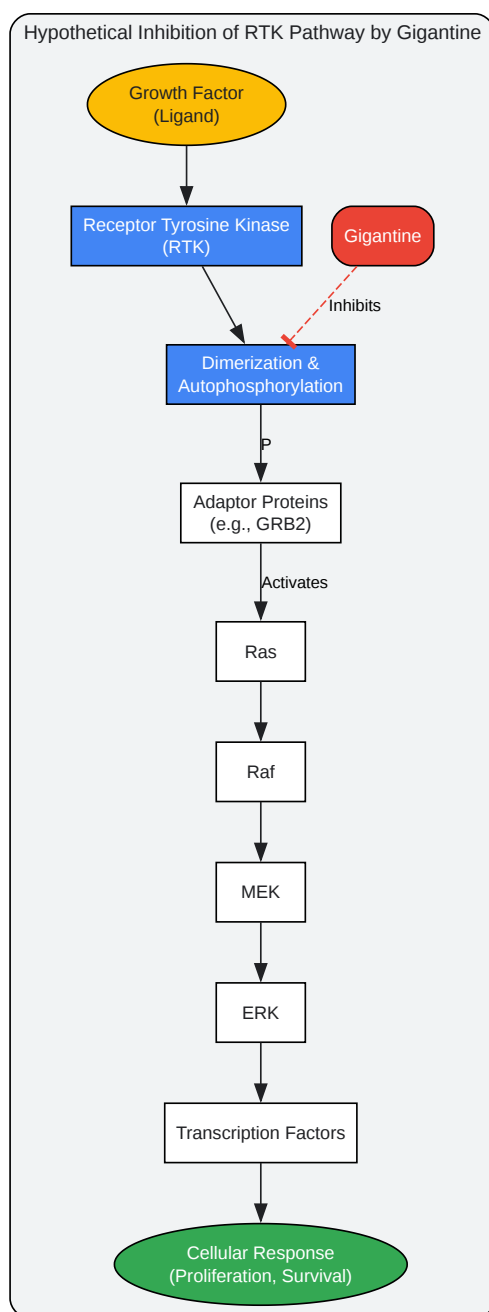 Hypothetical Inhibition of RTK Pathway by Gigantine
Growth Factor
(Ligand)
Receptor Tyrosine Kinase
(RTK)
Gigantine
Inhibits
Dimerization &
Autophosphorylation
P
Adaptor Proteins
(e.g., GRB2)
Activates
Ras
Raf
MEK
ERK
Transcription Factors
Cellular Response
(Proliferation, Survival)